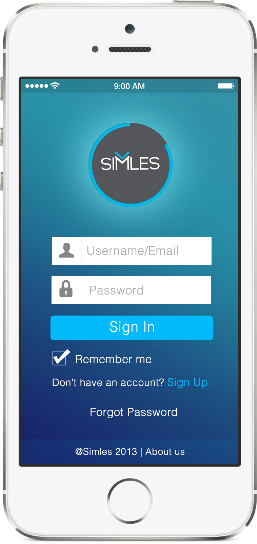 9:00 AM
SIMLES
Username/Email
Password
Sign In
Remember me
Don't have an account? Sign Up
Forgot Password
@Simles 2013 | About us